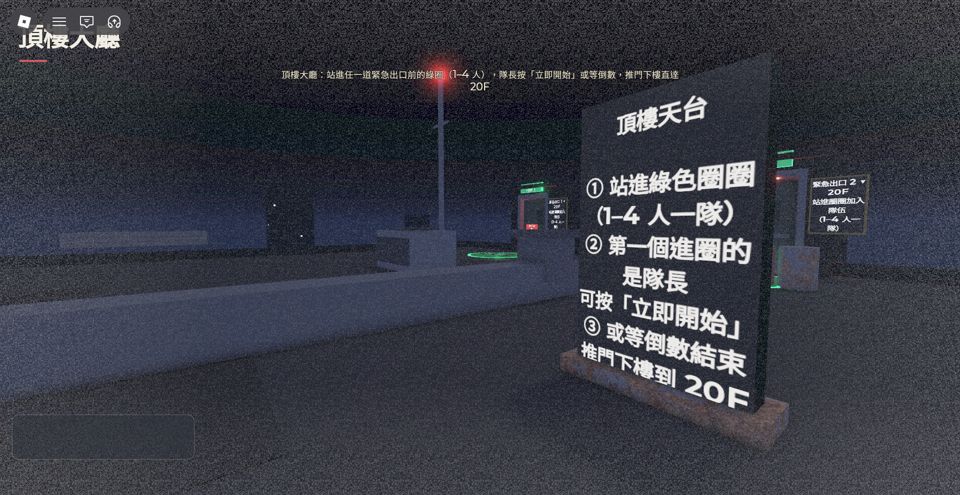 頂樓大廳
頂樓大廳：站進任一道緊急出口前的綠圈（1–4 人），隊長按「立即開始」或等倒數，推門下樓直達
20F
頂樓天台
① 站進綠色圈圈
（1–4 人一隊）
② 第一個進圈的
是隊長
可按「立即開始」
③ 或等倒數結束
推門下樓到 20F
緊急出口 2 ▼
20F
站進圈圈加入
隊伍
（1–4 人一
隊）